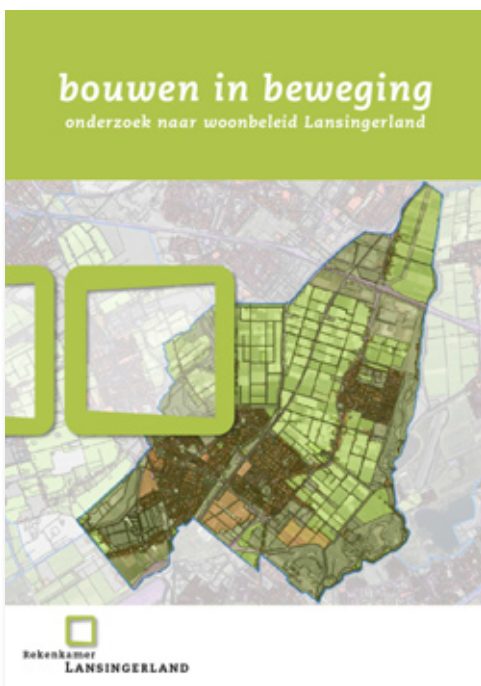 bouwen in beweging
onderzoek naar woonbeleid Lansingerland
Rekenkamer
LANSINGERLAND